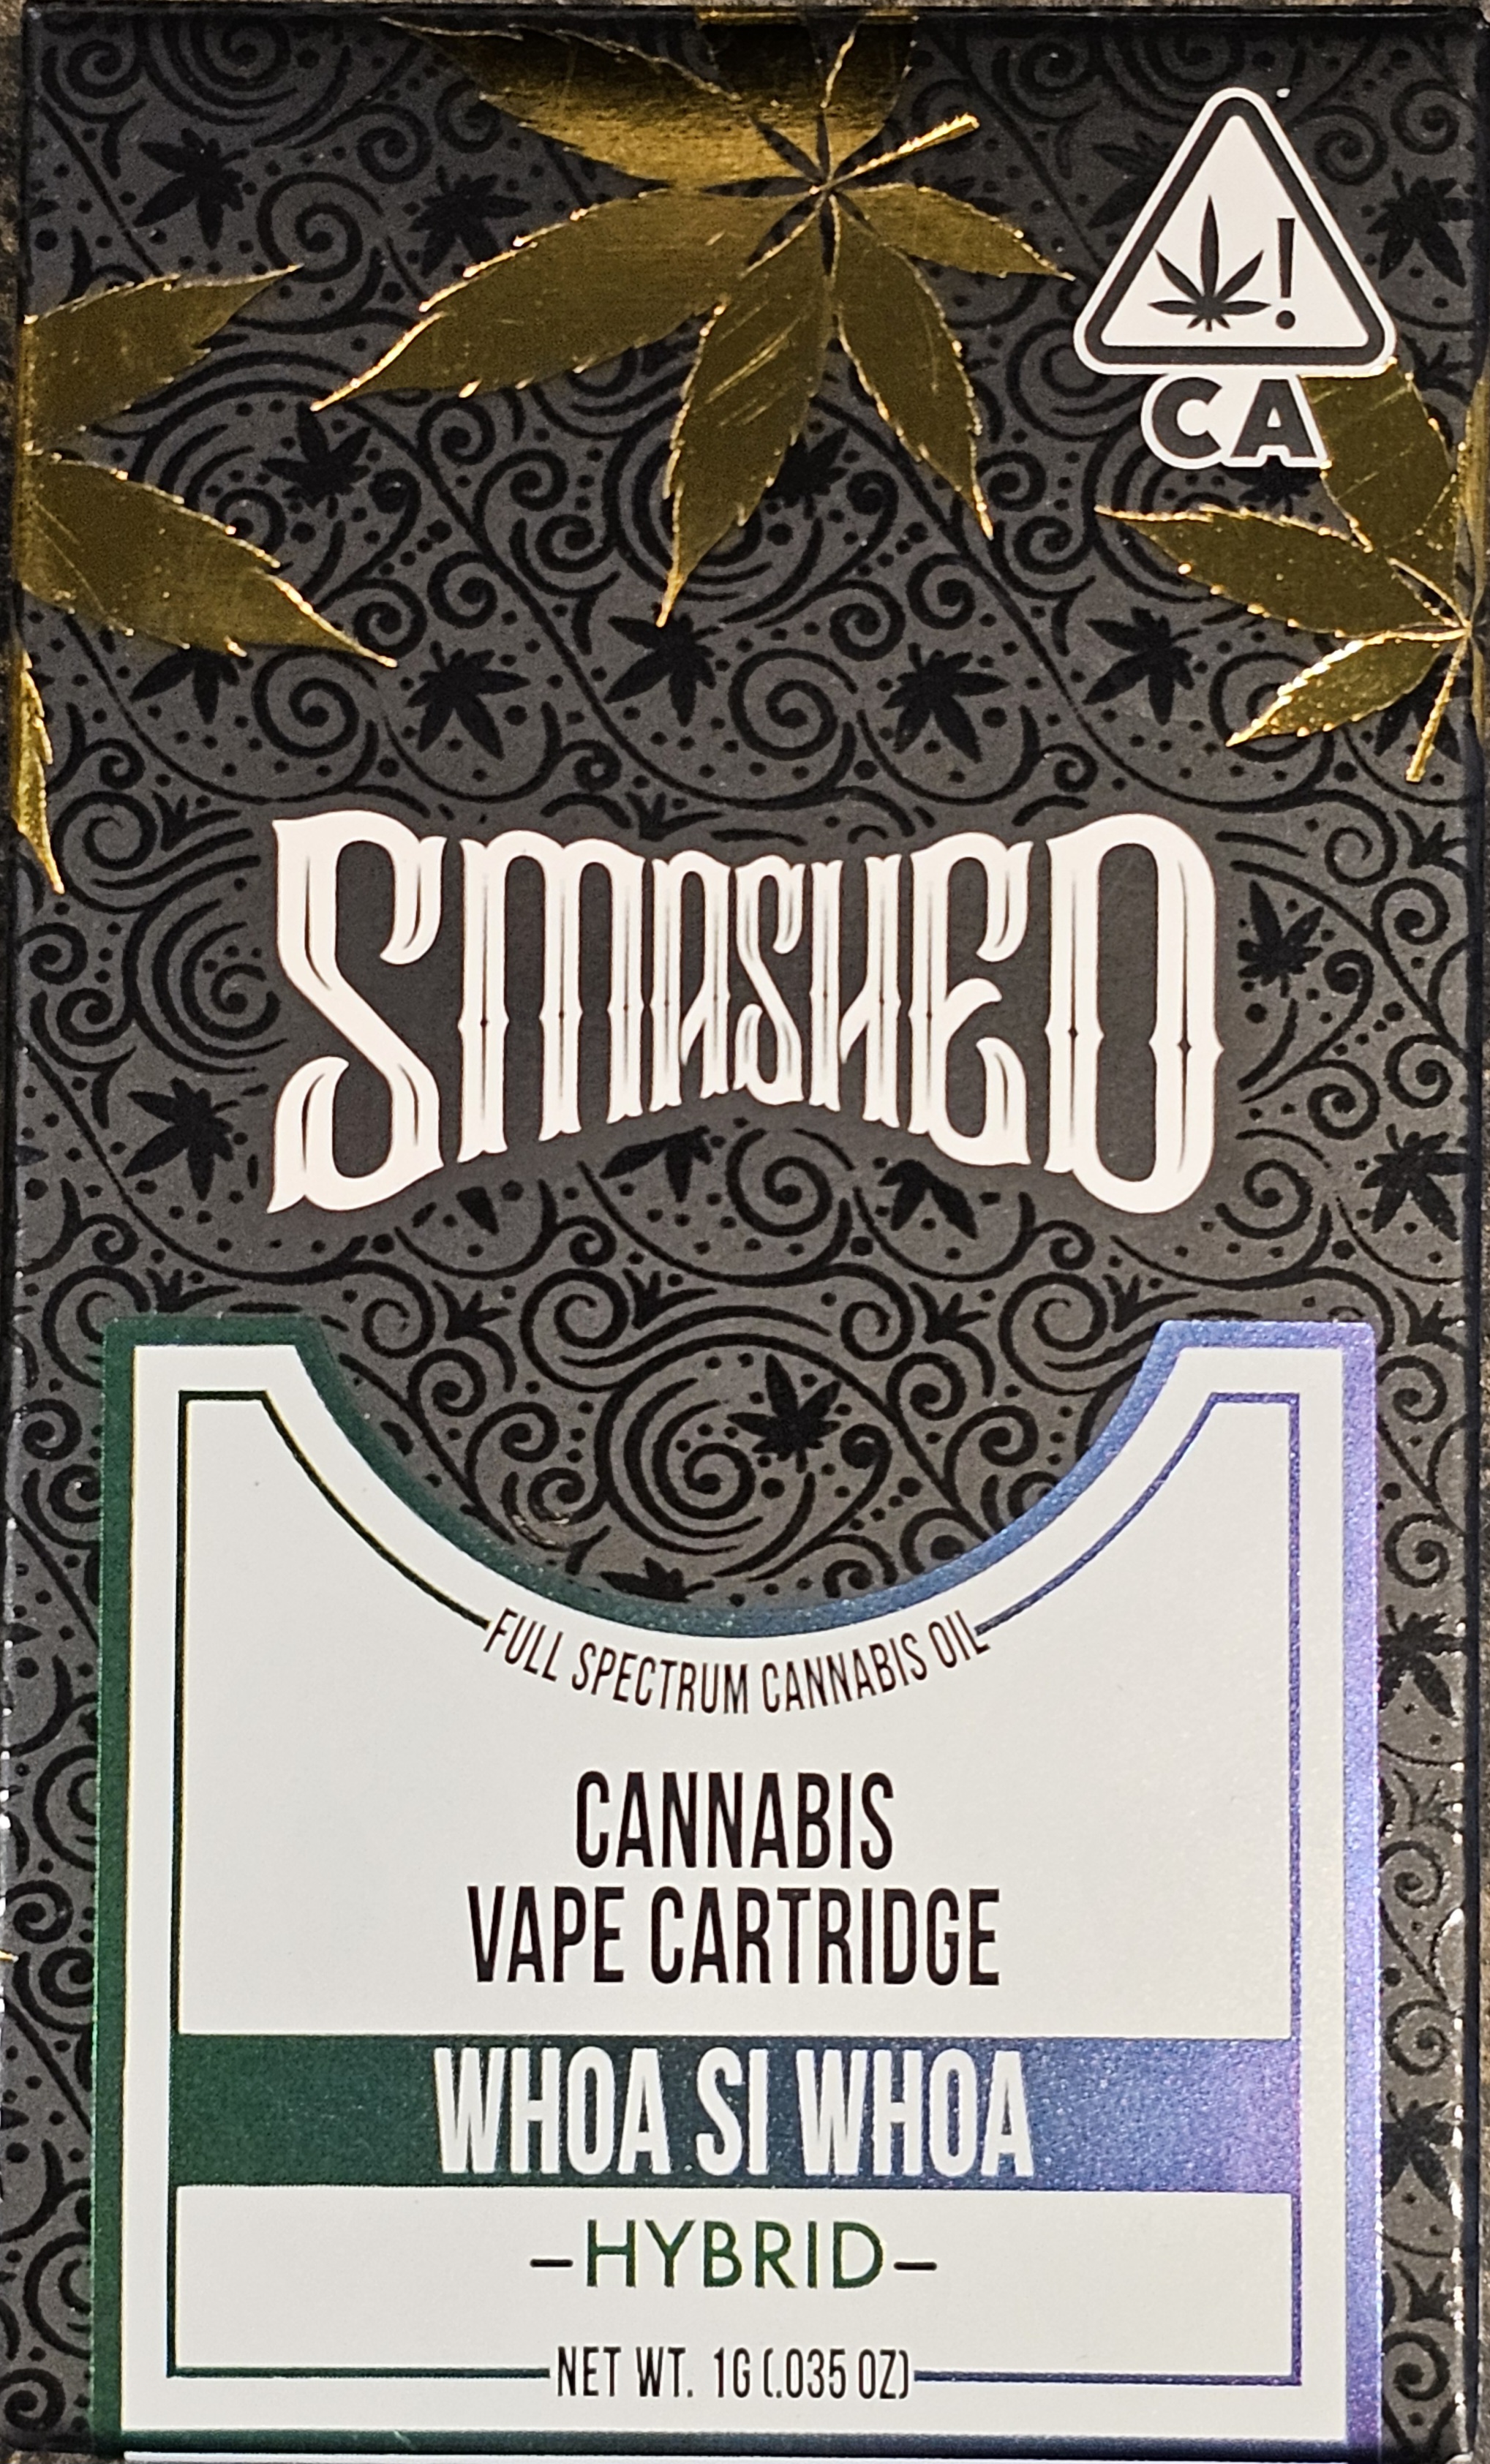 !
CA
SMASHED
FULL SPECTRUM CANNABIS OIL
CANNABIS
VAPE CARTRIDGE
WHOA SI WHOA
-HYBRID-
NET WT. 1G (.035 OZ)